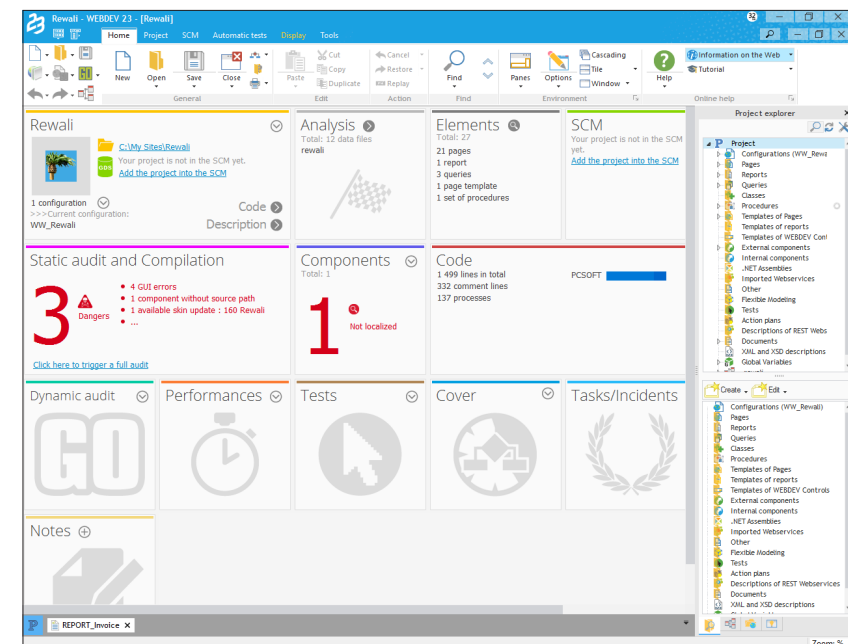 23
Rewali - WEBDEV 23 - [Rewali]
32
Home Project SCM Automatic tests Display Tools
New Open Save Close
General
Paste
Cut
Copy
Duplicate
Edit
Cancel
Restore
Replay
Action
Find
Find
Panes Options
Cascading
Tile
Window
Environment
Help
Information on the Web
Tutorial
Online help
Rewali
C:\My Sites\Rewali
Your project is not in the SCM yet.
Add the project into the SCM
GDS
1 configuration
>>>Current configuration:
WW_Rewali
Code
Description
Analysis
Total: 12 data files
rewali
Elements
Total: 27
21 pages
1 report
3 queries
1 page template
1 set of procedures
SCM
Your project is not in the SCM
yet.
Add the project into the SCM
Static audit and Compilation
3
Dangers
4 GUI errors
1 component without source path
1 available skin update : 160 Rewali
...
Click here to trigger a full audit
Components
Total: 1
1
Not localized
Code
1 499 lines in total
332 comment lines
137 processes
PCSOFT
Dynamic audit
GO
Performances
Tests
Cover
Tasks/Incidents
Notes
Project explorer
Project
Configurations (WW_Rewa
Pages
Reports
Queries
Classes
Procedures
Templates of Pages
Templates of reports
Templates of WEBDEV Cont
External components
Internal components
.NET Assemblies
Imported Webservices
Other
Flexible Modeling
Tests
Action plans
Descriptions of REST Webs
Documents
XML and XSD descriptions
Global Variables
Create Edit
Configurations (WW_Rewali)
Pages
Reports
Queries
Classes
Procedures
Templates of Pages
Templates of reports
Templates of WEBDEV Controls
External components
Internal components
.NET Assemblies
Imported Webservices
Other
Flexible Modeling
Tests
Action plans
Descriptions of REST Webservices
Documents
XML and XSD descriptions
REPORT_Invoice
Zoom: %